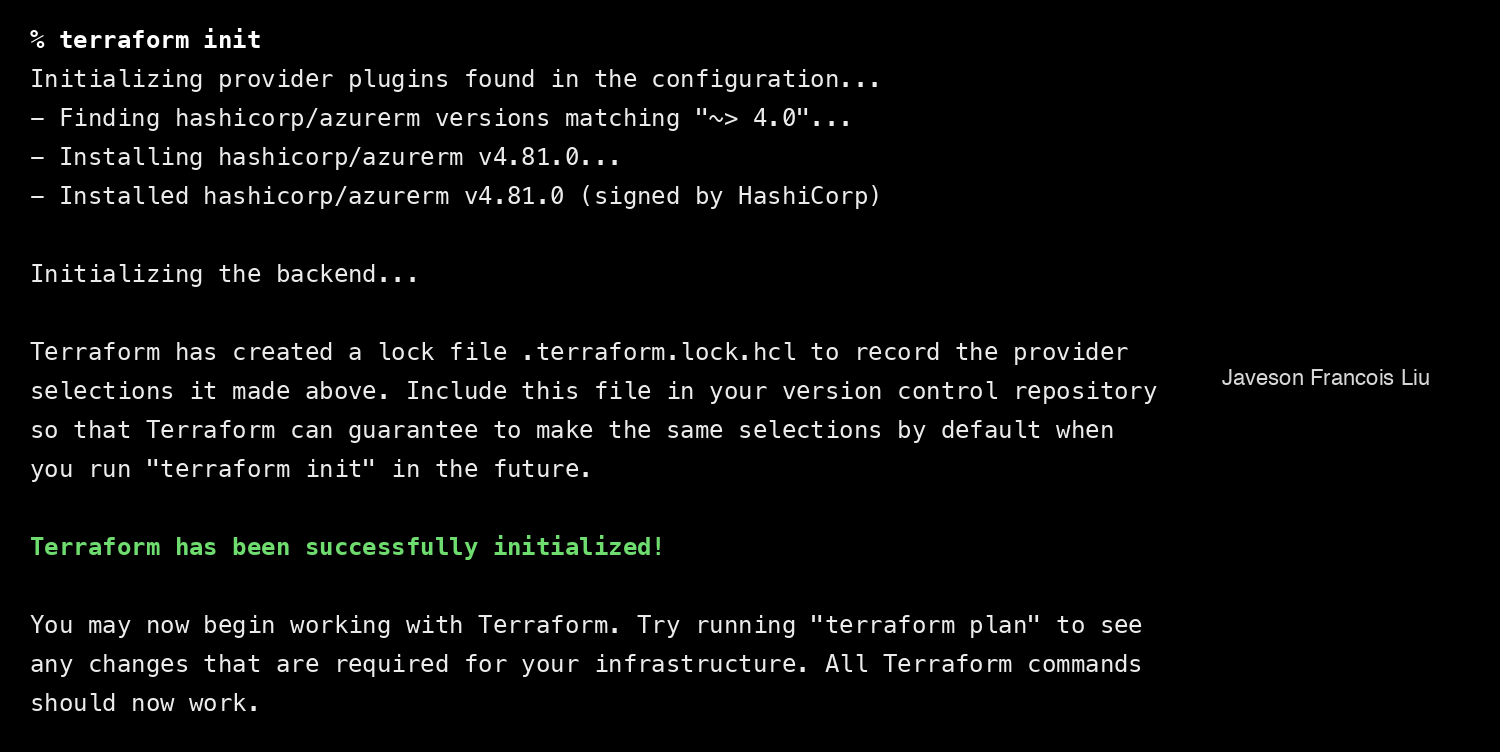 % terraform init
Initializing provider plugins found in the configuration...
- Finding hashicorp/azurerm versions matching "~> 4.0"...
- Installing hashicorp/azurerm v4.81.0...
- Installed hashicorp/azurerm v4.81.0 (signed by HashiCorp)
Initializing the backend...
Terraform has created a lock file .terraform.lock.hcl to record the provider
selections it made above. Include this file in your version control repository
so that Terraform can guarantee to make the same selections by default when
you run "terraform init" in the future.
Javeson Francois Liu
Terraform has been successfully initialized!
You may now begin working with Terraform. Try running "terraform plan" to see
any changes that are required for your infrastructure. All Terraform commands
should now work.